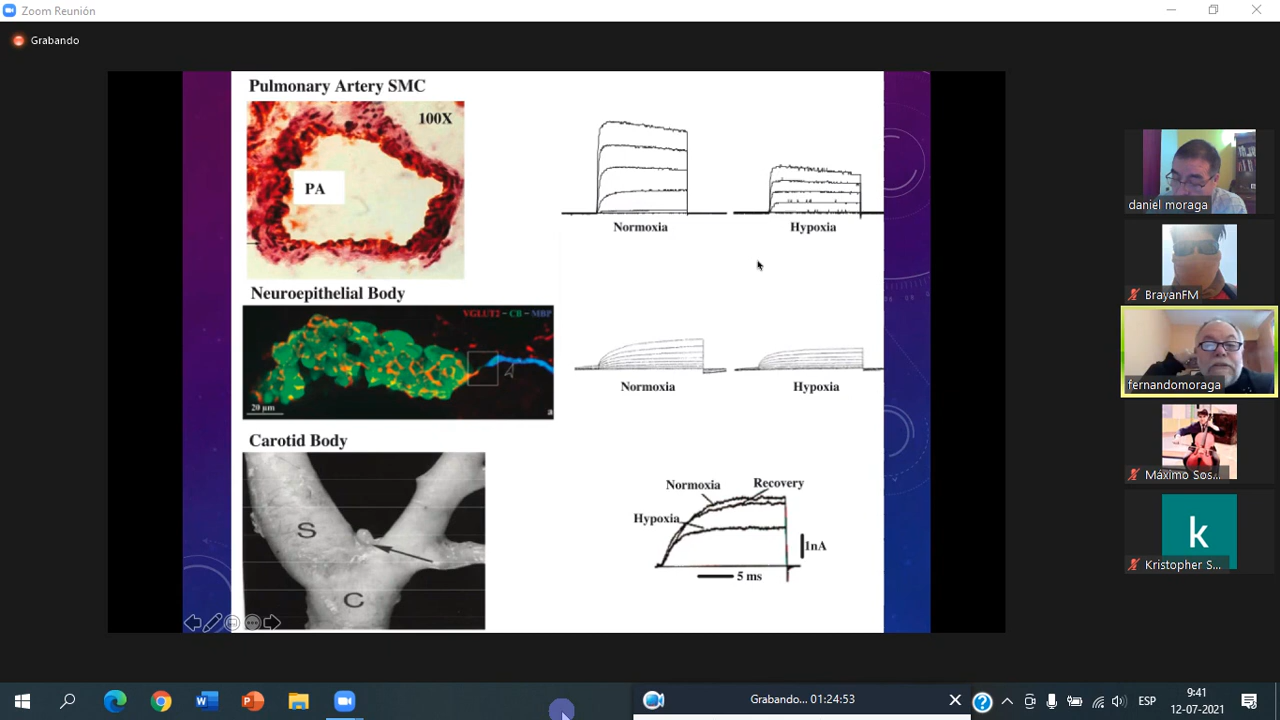 Zoom Reunión
Grabando
Pulmonary Artery SMC
100X
PA
Normoxia
Hypoxia
Neuroepithelial Body
VGLUT2 - CB - MBP
20 µm
a
Normoxia
Hypoxia
Carotid Body
S
C
Normoxia
Recovery
Hypoxia
InA
5 ms
daniel moraga
BrayanFM
fernandomoraga
Máximo Sos...
k
Kristopher S...
Grabando... 01:24:53
ESP
9:41
12-07-2021